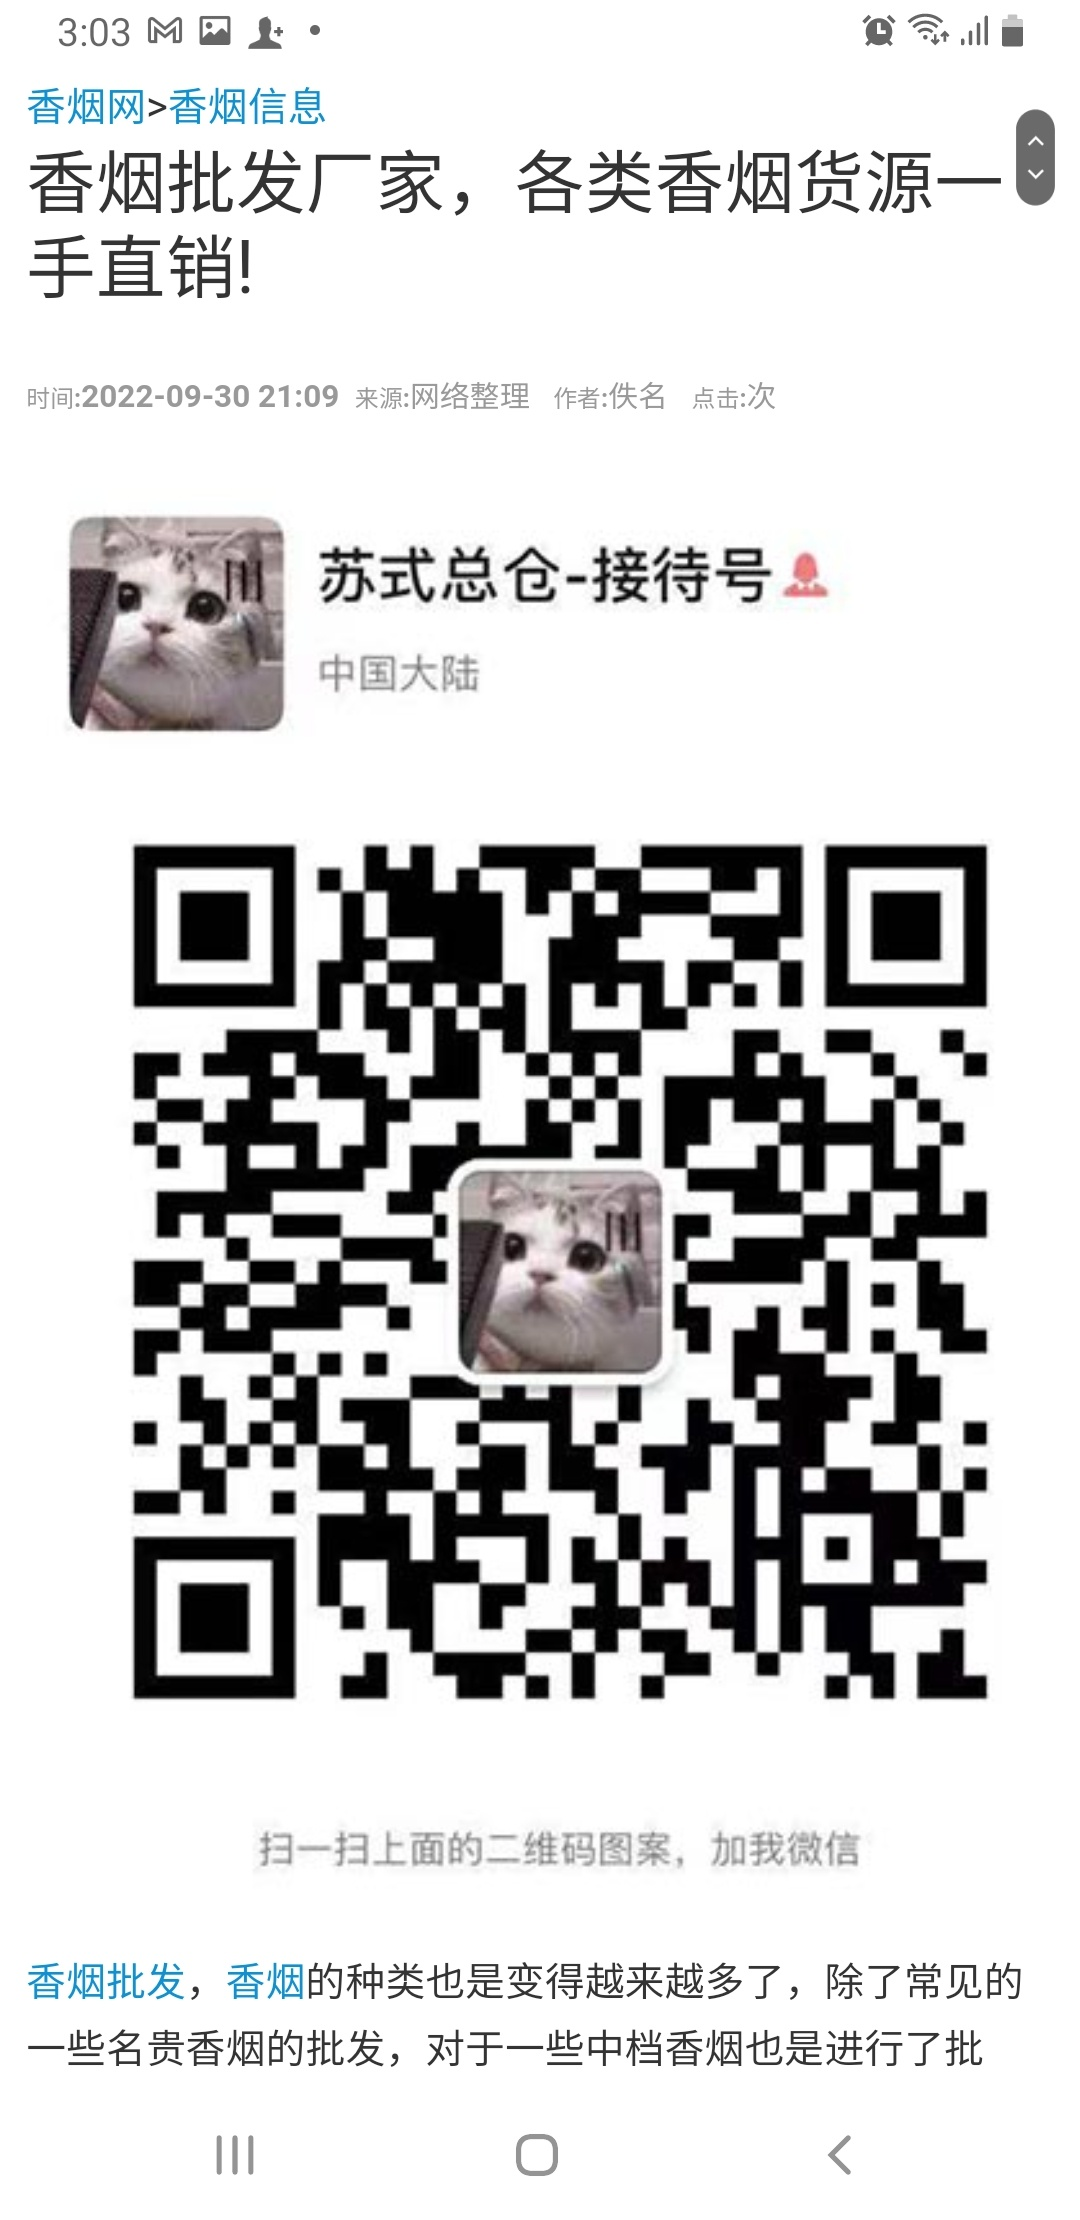 3:03
香烟网>香烟信息
香烟批发厂家，各类香烟货源一
手直销!
时间:2022-09-30 21:09 来源:网络整理 作者:佚名 点击:次
苏式总仓-接待号
中国大陆
扫一扫上面的二维码图案，加我微信
香烟批发，香烟的种类也是变得越来越多了，除了常见的
一些名贵香烟的批发，对于一些中档香烟也是进行了批